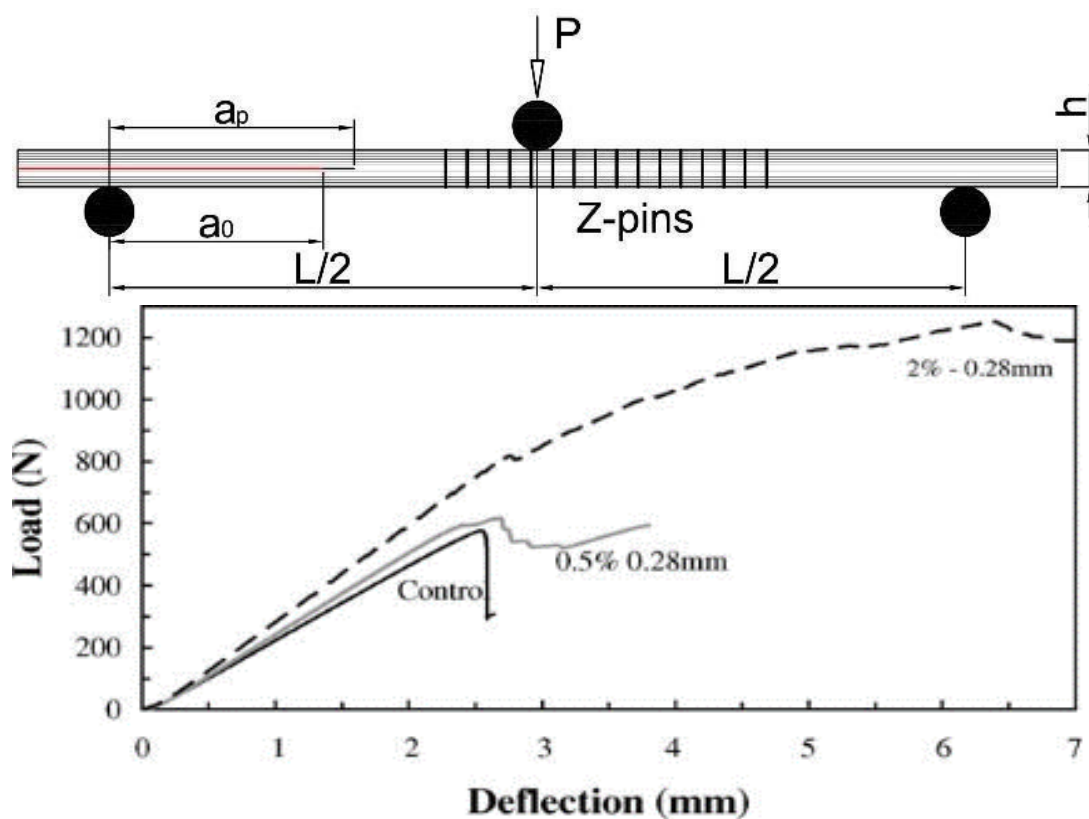 P
aₚ
h
Z-pins
a₀
L/2 L/2
1200
1000
800
600
400
200
0
Load (N)
2% - 0.28mm
0.5% 0.28mm
Contro
0 1 2 3 4 5 6 7
Deflection (mm)